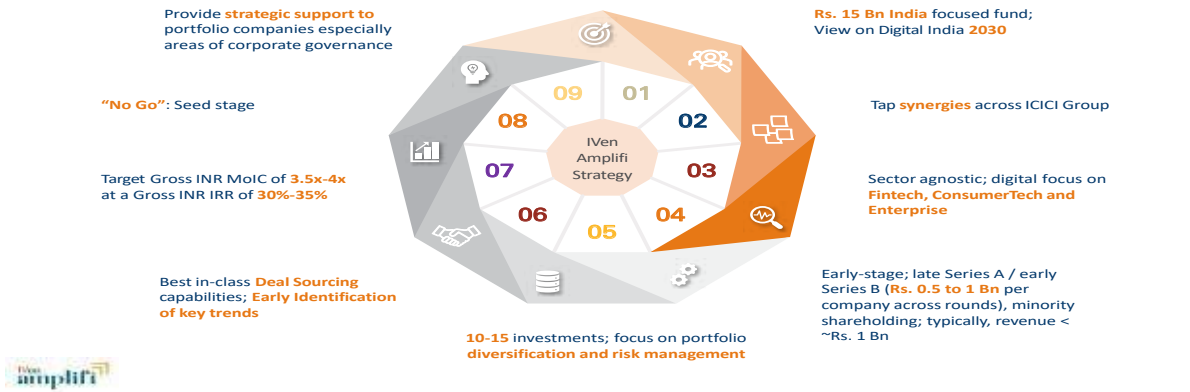 Rs. 15 Bn India focused fund;
View on Digital India 2030
Tap synergies across ICICI Group
Sector agnostic; digital focus on
Fintech, ConsumerTech and
Enterprise
Early-stage; late Series A / early
Series B (Rs. 0.5 to 1 Bn per
company across rounds), minority
shareholding; typically, revenue <
~Rs. 1 Bn
10-15 investments; focus on portfolio
diversification and risk management
Best in-class Deal Sourcing
capabilities; Early Identification
of key trends
Target Gross INR MoIC of 3.5x-4x
at a Gross INR IRR of 30%-35%
“No Go”: Seed stage
Provide strategic support to
portfolio companies especially
areas of corporate governance
01
02
03
04
05
06
07
08
09
IVen
Amplifi
Strategy
IVen
amplifi